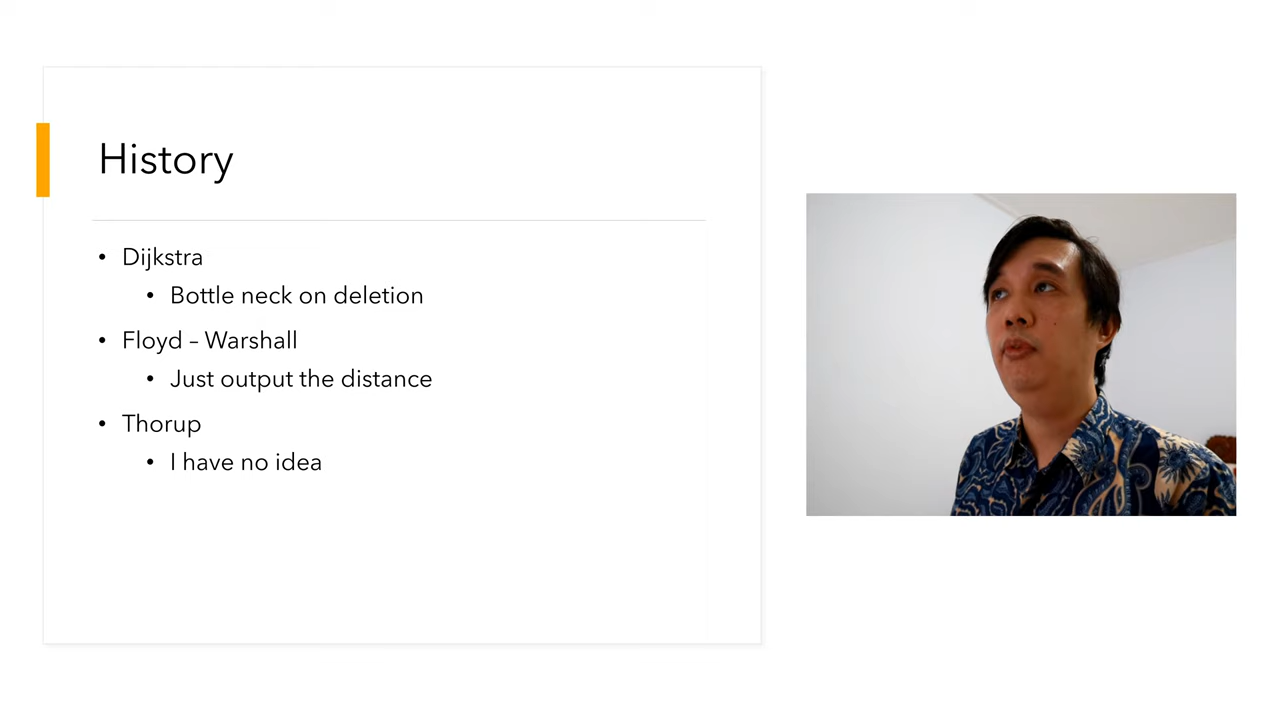 History
• Dijkstra
• Bottle neck on deletion
• Floyd – Warshall
• Just output the distance
• Thorup
• I have no idea